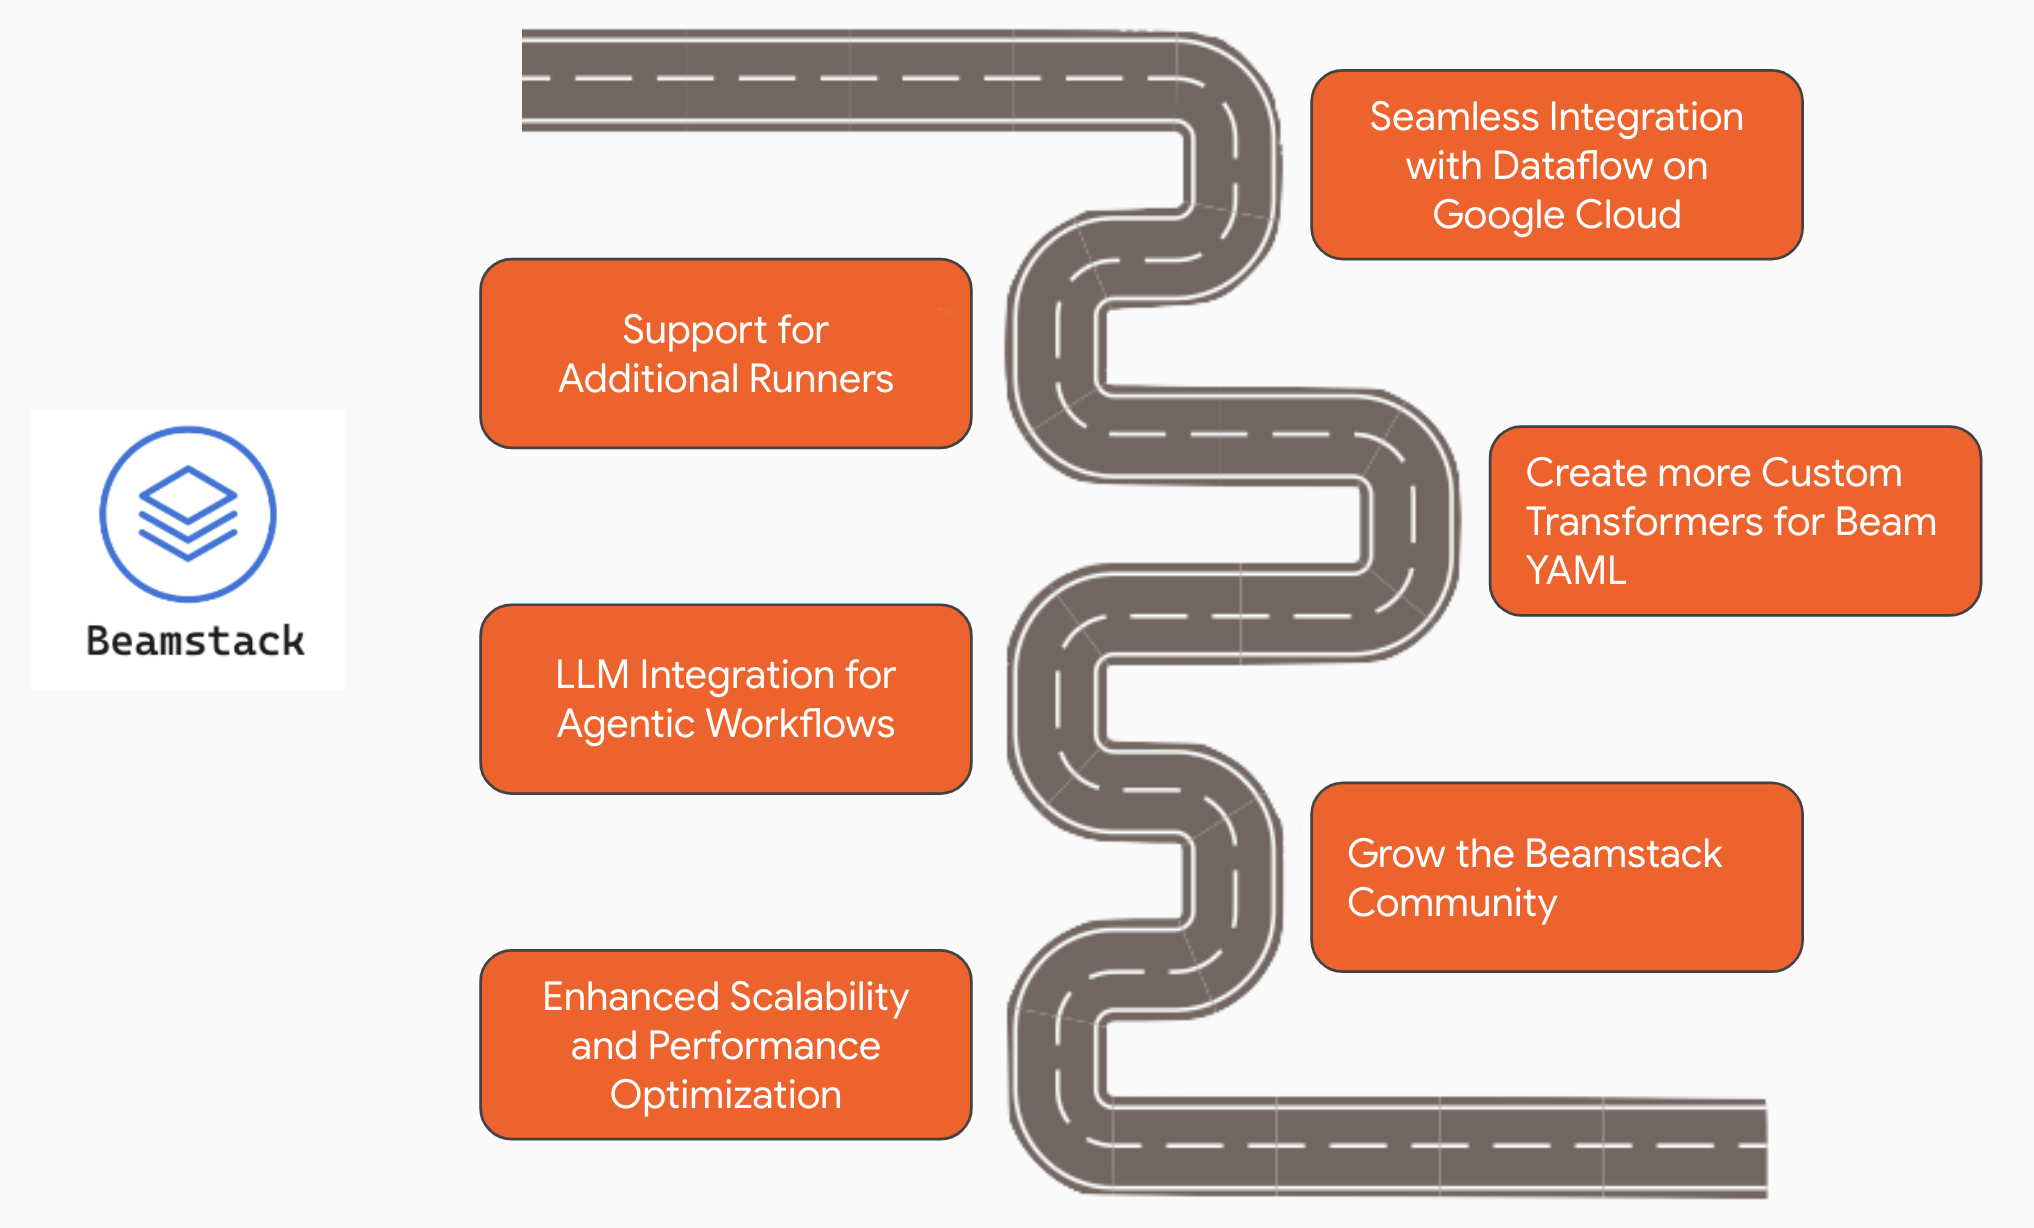 Seamless Integration
with Dataflow on
Google Cloud
Support for
Additional Runners
Create more Custom
Transformers for Beam
YAML
Beamstack
LLM Integration for
Agentic Workflows
Grow the Beamstack
Community
Enhanced Scalability
and Performance
Optimization